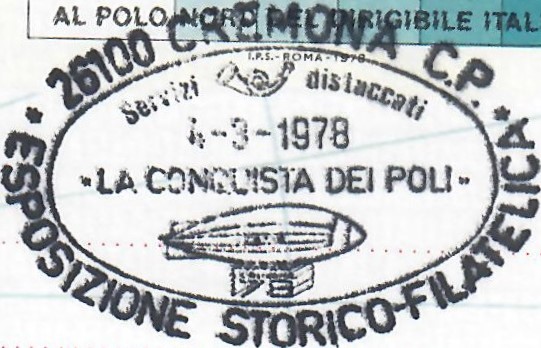 AL POLO NORD DEL DIRIGIBILE ITAL
I.P.S.-ROMA-1978
26100 CREMONA C.P.
Servizi distaccati
4-3-1978
"LA CONQUISTA DEI POLI"
78
* ESPOSIZIONE STORICO-FILATELICA *